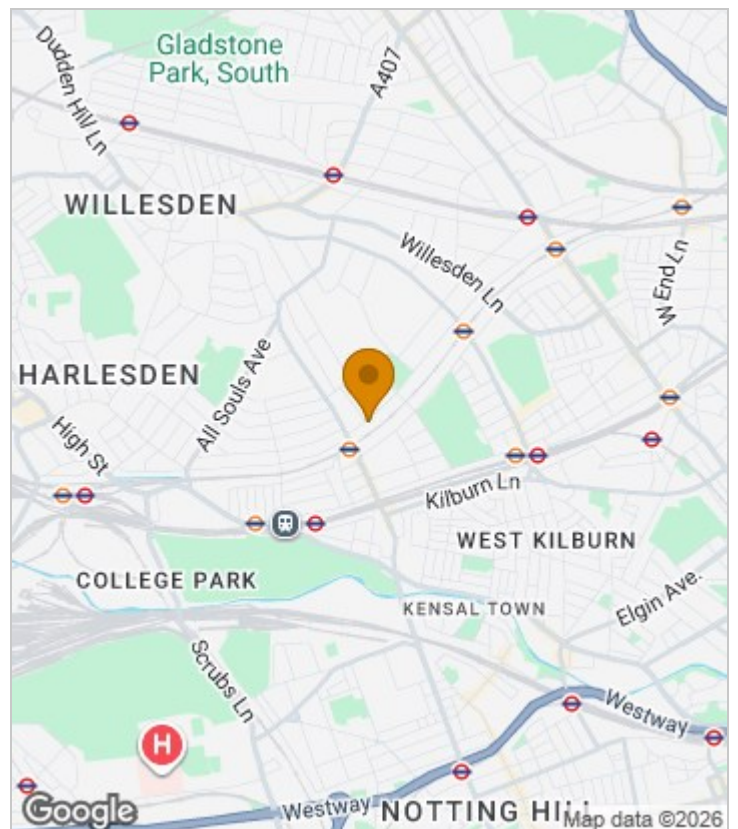 Gladstone
Park, South
Dudden Hill Ln
A407
WILLESDEN
Willesden Ln
W End Ln
HARLESDEN
All Souls Ave
High St
Kilburn Ln
WEST KILBURN
COLLEGE PARK
KENSAL TOWN
Elgin Ave.
Scrubs Ln
Westway
H
Westway
NOTTING HILL
Google
Map data ©2026